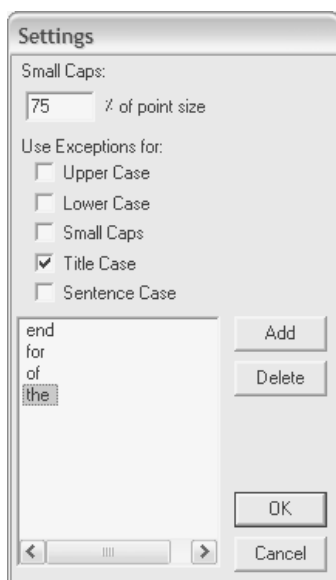 Settings
Small Caps:
75 % of point size
Use Exceptions for:
Upper Case
Lower Case
Small Caps
Title Case
Sentence Case
end
for
of
the
Add
Delete
OK
Cancel